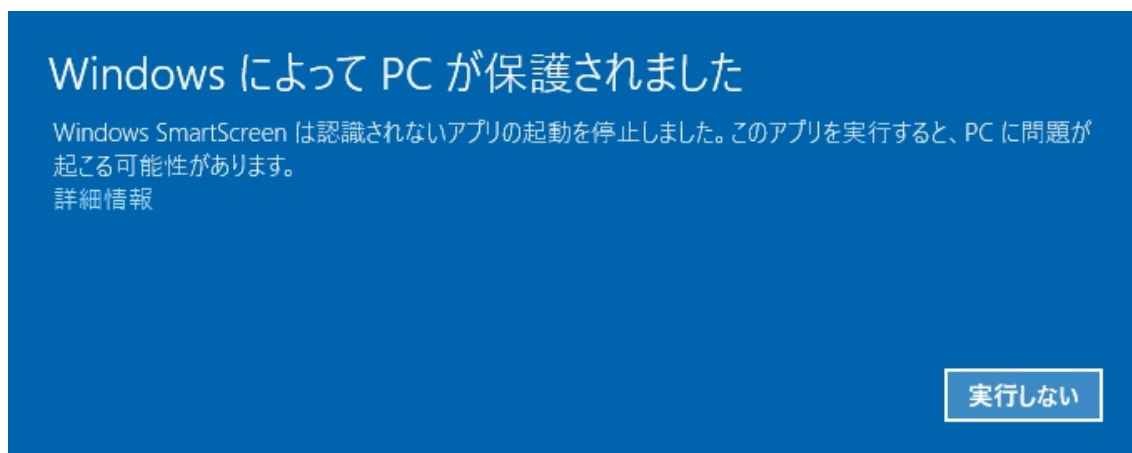 Windows によって PC が保護されました
Windows SmartScreen は認識されないアプリの起動を停止しました。このアプリを実行すると、PC に問題が
起こる可能性があります。
詳細情報
実行しない